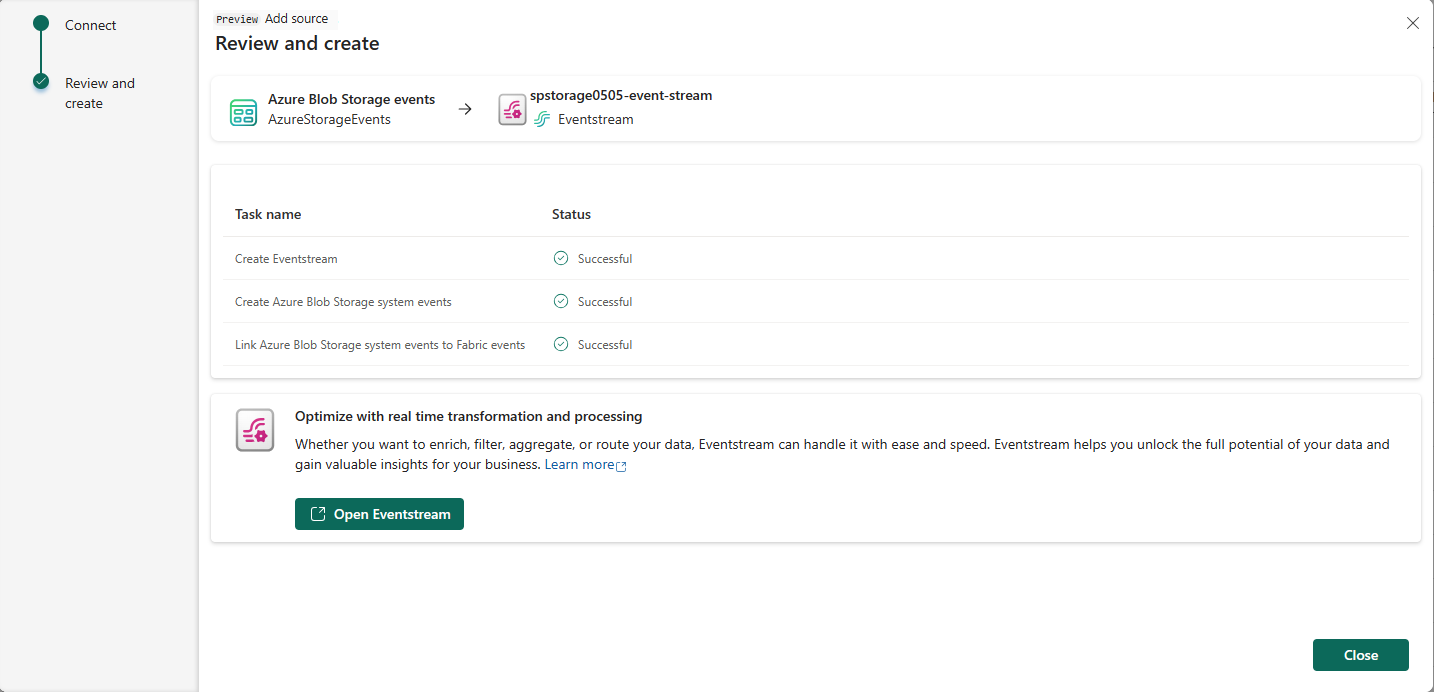 Connect
Review and
create
Preview Add source
Review and create
Azure Blob Storage events
AzureStorageEvents
spstorage0505-event-stream
Eventstream
Task name Status
Create Eventstream Successful
Create Azure Blob Storage system events Successful
Link Azure Blob Storage system events to Fabric events Successful
Optimize with real time transformation and processing
Whether you want to enrich, filter, aggregate, or route your data, Eventstream can handle it with ease and speed. Eventstream helps you unlock the full potential of your data and
gain valuable insights for your business. Learn more
Open Eventstream
Close